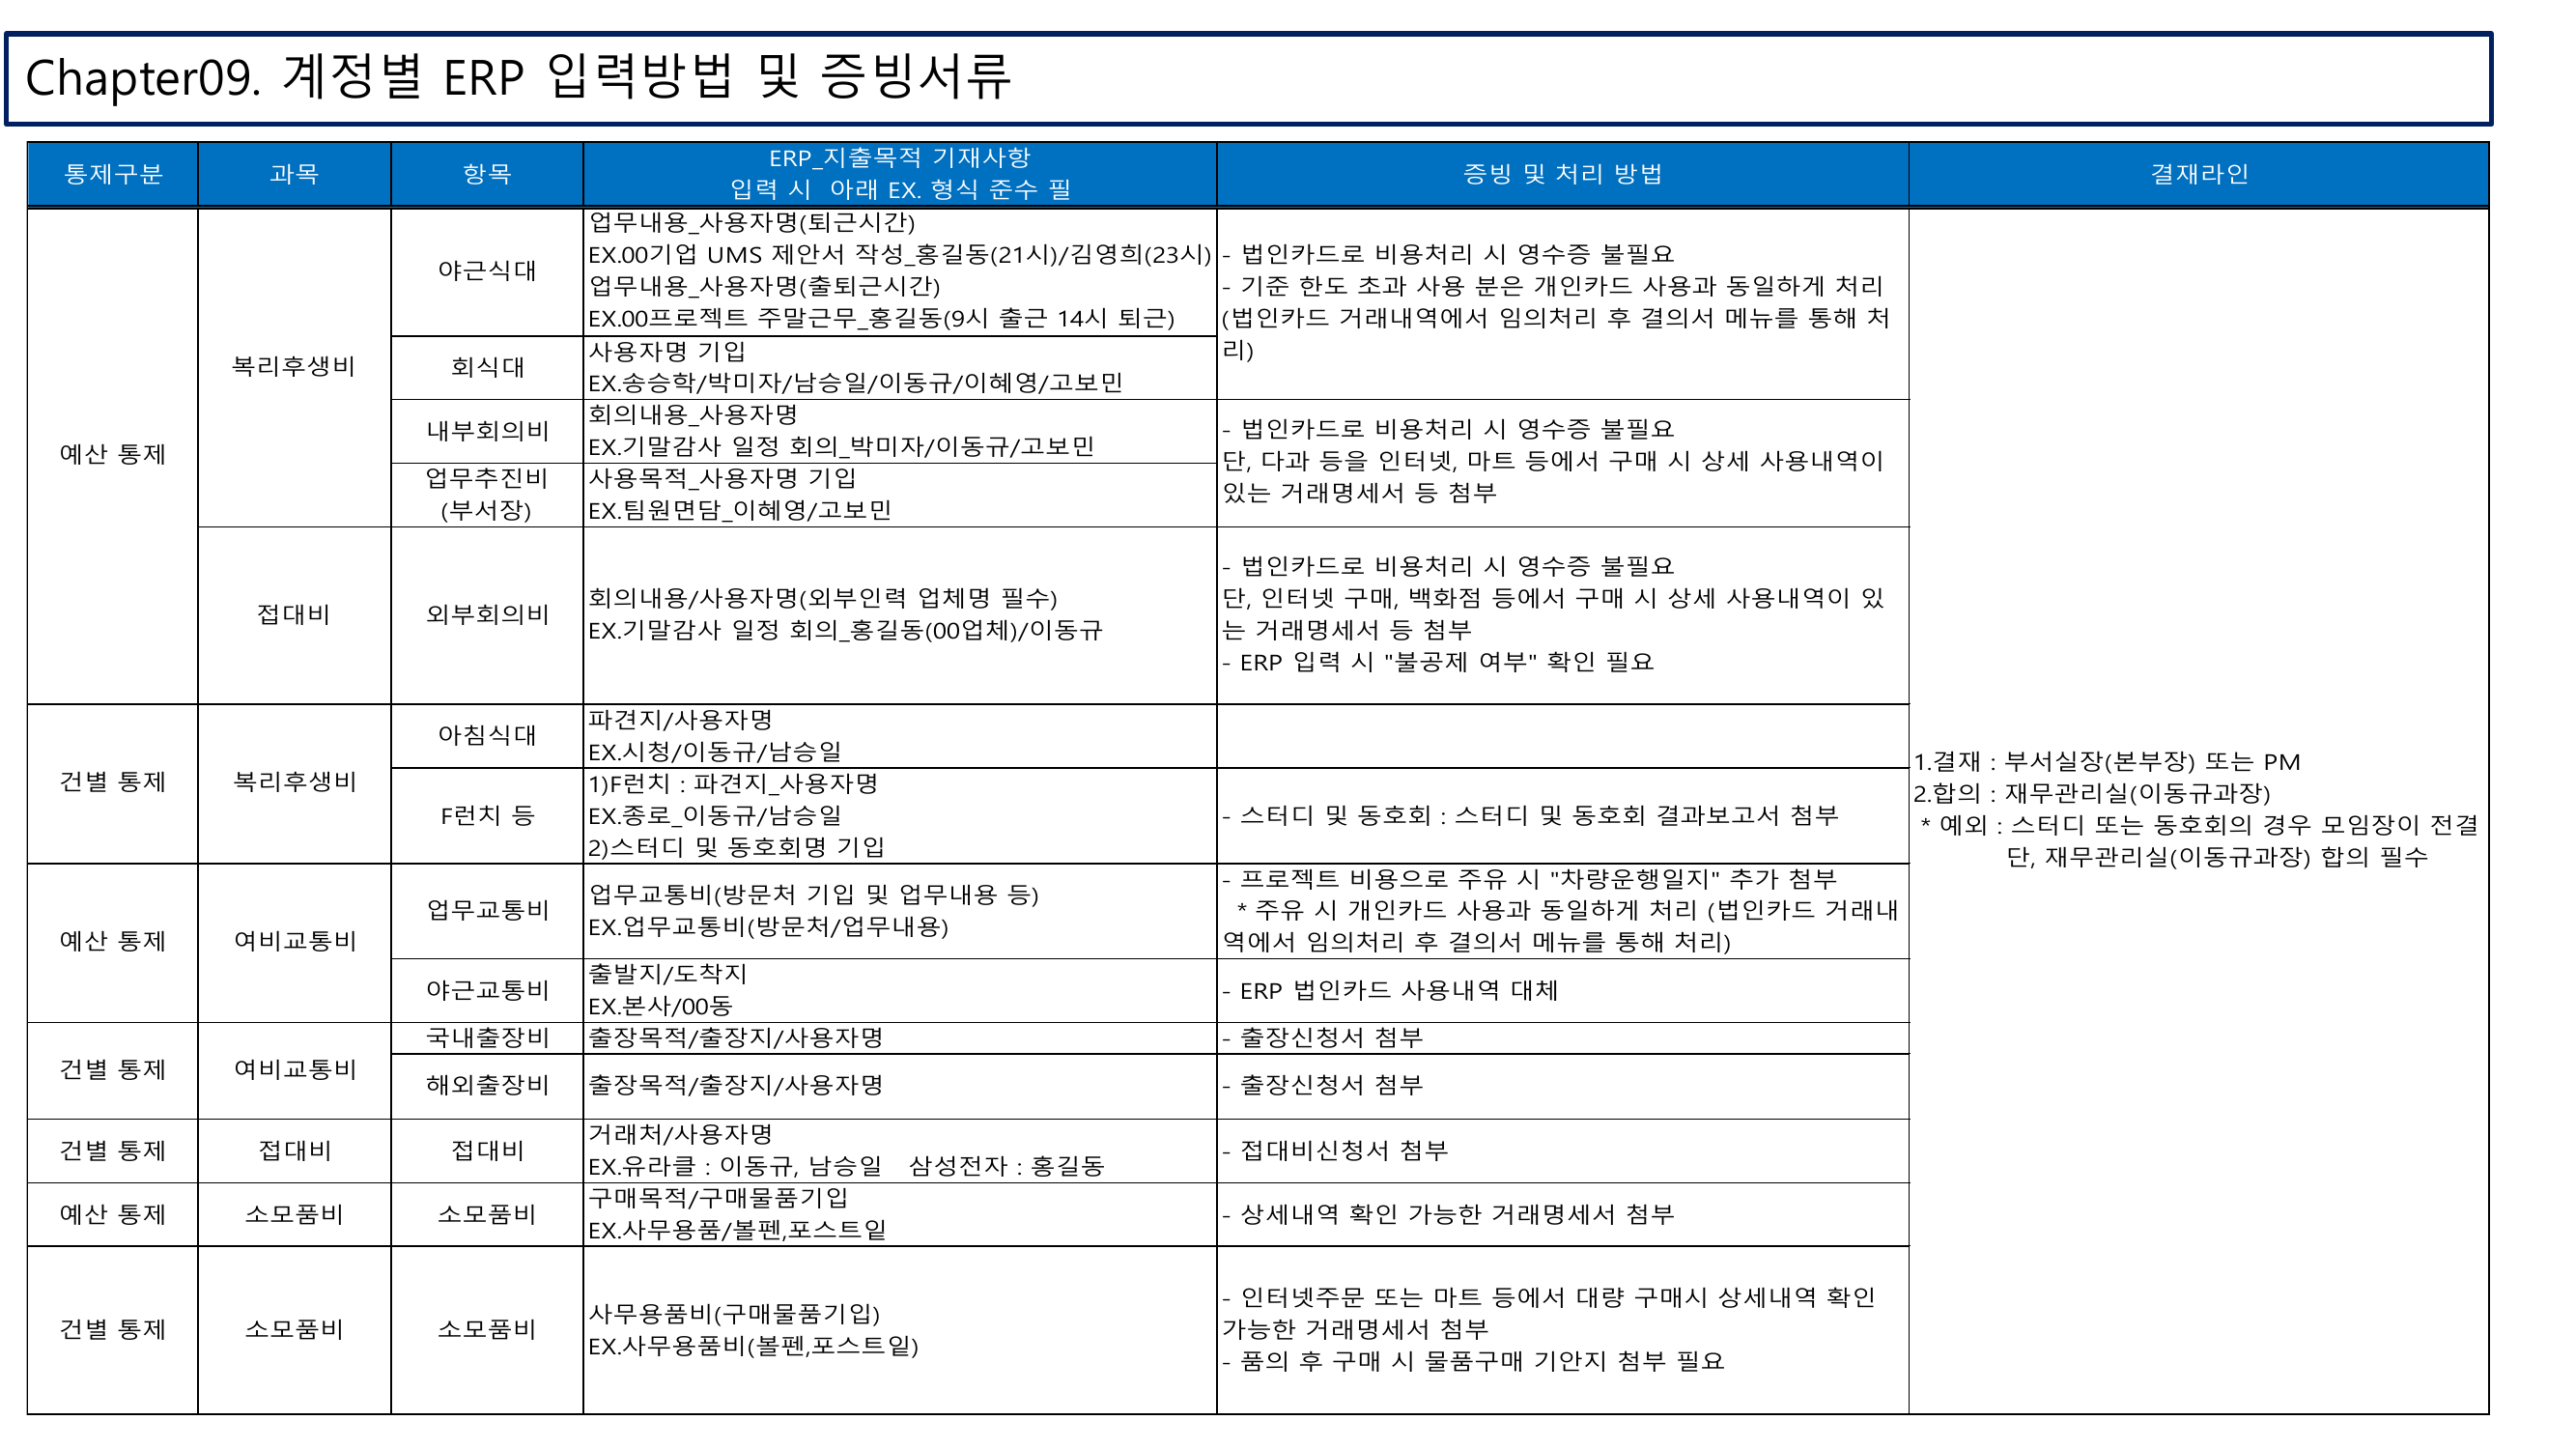 Chapter09. 계정별 ERP 입력방법 및 증빙서류
통제구분
과목
항목
ERP_지출목적 기재사항
입력 시 아래 EX. 형식 준수 필
증빙 및 처리 방법
결재라인
예산 통제
복리후생비
야근식대
업무내용_사용자명(퇴근시간)
EX.00기업 UMS 제안서 작성_홍길동(21시)/김영희(23시)
업무내용_사용자명(출퇴근시간)
EX.00프로젝트 주말근무_홍길동(9시 출근 14시 퇴근)
- 법인카드로 비용처리 시 영수증 불필요
- 기준 한도 초과 사용 분은 개인카드 사용과 동일하게 처리
(법인카드 거래내역에서 임의처리 후 결의서 메뉴를 통해 처
리)
회식대
사용자명 기입
EX.송승학/박미자/남승일/이동규/이혜영/고보민
내부회의비
회의내용_사용자명
EX.기말감사 일정 회의_박미자/이동규/고보민
- 법인카드로 비용처리 시 영수증 불필요
단, 다과 등을 인터넷, 마트 등에서 구매 시 상세 사용내역이
있는 거래명세서 등 첨부
업무추진비
(부서장)
사용목적_사용자명 기입
EX.팀원면담_이혜영/고보민
접대비
외부회의비
회의내용/사용자명(외부인력 업체명 필수)
EX.기말감사 일정 회의_홍길동(00업체)/이동규
- 법인카드로 비용처리 시 영수증 불필요
단, 인터넷 구매, 백화점 등에서 구매 시 상세 사용내역이 있
는 거래명세서 등 첨부
- ERP 입력 시 "불공제 여부" 확인 필요
건별 통제
복리후생비
아침식대
파견지/사용자명
EX.시청/이동규/남승일
F런치 등
1)F런치 : 파견지_사용자명
EX.종로_이동규/남승일
2)스터디 및 동호회명 기입
- 스터디 및 동호회 : 스터디 및 동호회 결과보고서 첨부
1.결재 : 부서실장(본부장) 또는 PM
2.합의 : 재무관리실(이동규과장)
* 예외 : 스터디 또는 동호회의 경우 모임장이 전결
단, 재무관리실(이동규과장) 합의 필수
예산 통제
여비교통비
업무교통비
업무교통비(방문처 기입 및 업무내용 등)
EX.업무교통비(방문처/업무내용)
- 프로젝트 비용으로 주유 시 "차량운행일지" 추가 첨부
* 주유 시 개인카드 사용과 동일하게 처리 (법인카드 거래내
역에서 임의처리 후 결의서 메뉴를 통해 처리)
야근교통비
출발지/도착지
EX.본사/00동
- ERP 법인카드 사용내역 대체
건별 통제
여비교통비
국내출장비
출장목적/출장지/사용자명
- 출장신청서 첨부
해외출장비
출장목적/출장지/사용자명
- 출장신청서 첨부
건별 통제
접대비
접대비
거래처/사용자명
EX.유라클 : 이동규, 남승일 삼성전자 : 홍길동
- 접대비신청서 첨부
예산 통제
소모품비
소모품비
구매목적/구매물품기입
EX.사무용품/볼펜,포스트잍
- 상세내역 확인 가능한 거래명세서 첨부
건별 통제
소모품비
소모품비
사무용품비(구매물품기입)
EX.사무용품비(볼펜,포스트잍)
- 인터넷주문 또는 마트 등에서 대량 구매시 상세내역 확인
가능한 거래명세서 첨부
- 품의 후 구매 시 물품구매 기안지 첨부 필요